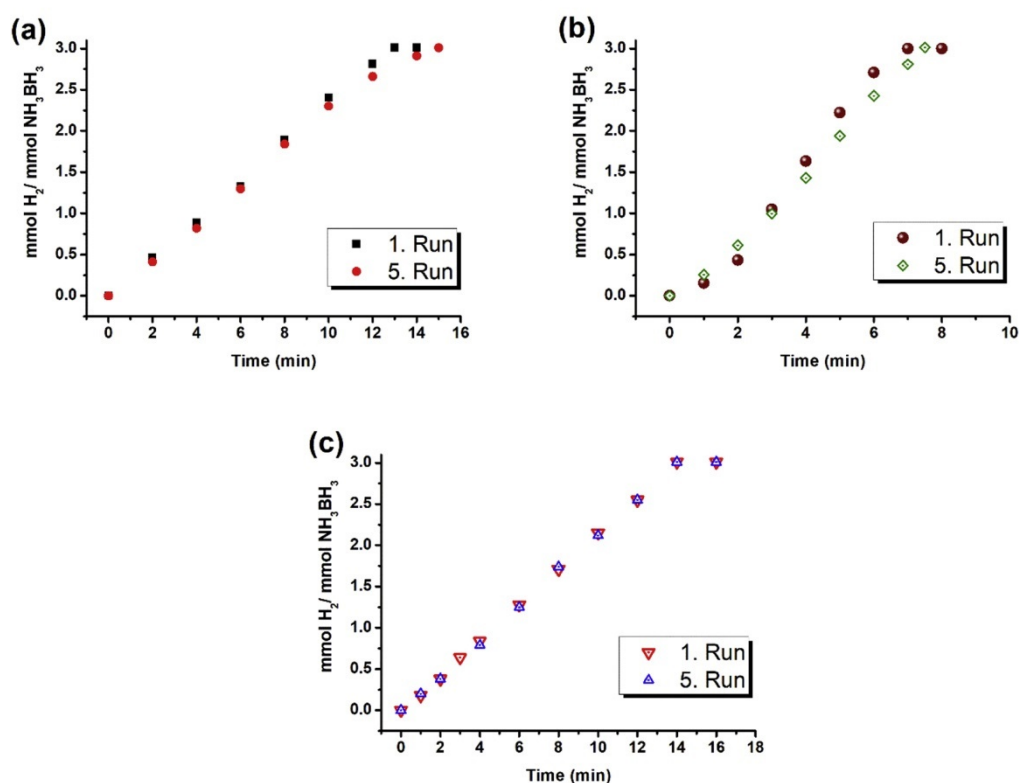 (a)
mmol H₂/ mmol NH₃BH₃
3.0
2.5
2.0
1.5
1.0
0.5
0.0
1. Run
5. Run
0 2 4 6 8 10 12 14 16
Time (min)
(b)
mmol H₂/ mmol NH₃BH₃
3.0
2.5
2.0
1.5
1.0
0.5
0.0
1. Run
5. Run
0 2 4 6 8 10
Time (min)
(c)
mmol H₂/ mmol NH₃BH₃
3.0
2.5
2.0
1.5
1.0
0.5
0.0
1. Run
5. Run
0 2 4 6 8 10 12 14 16 18
Time (min)